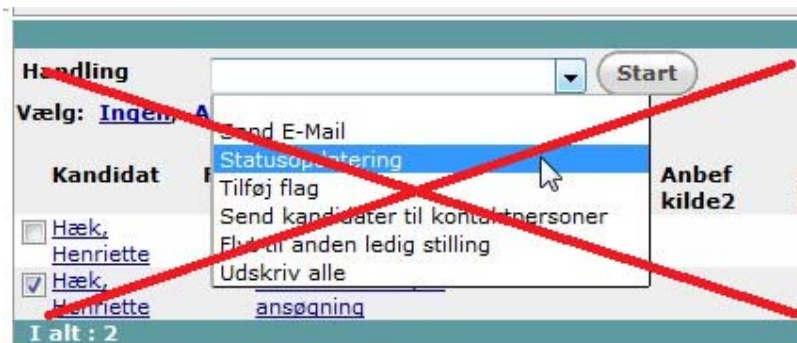 Handling
Start
Vælg: Ingen, A
Send E-Mail
Statusopdatering
Tilføj flag
Send kandidater til kontaktpersoner
Flyt til anden ledig stilling
Udskriv alle
Kandidat
Anbef
kilde2
Hæk,
Henriette
Hæk,
Henriette
ansøgning
I alt : 2